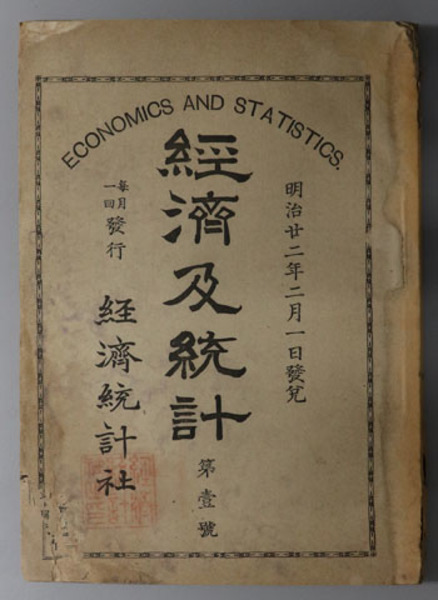 ECONOMICS AND STATISTICS.
明治廿二年二月一日發兌
經濟及統計
第壹號
每月一回發行
經濟統計社